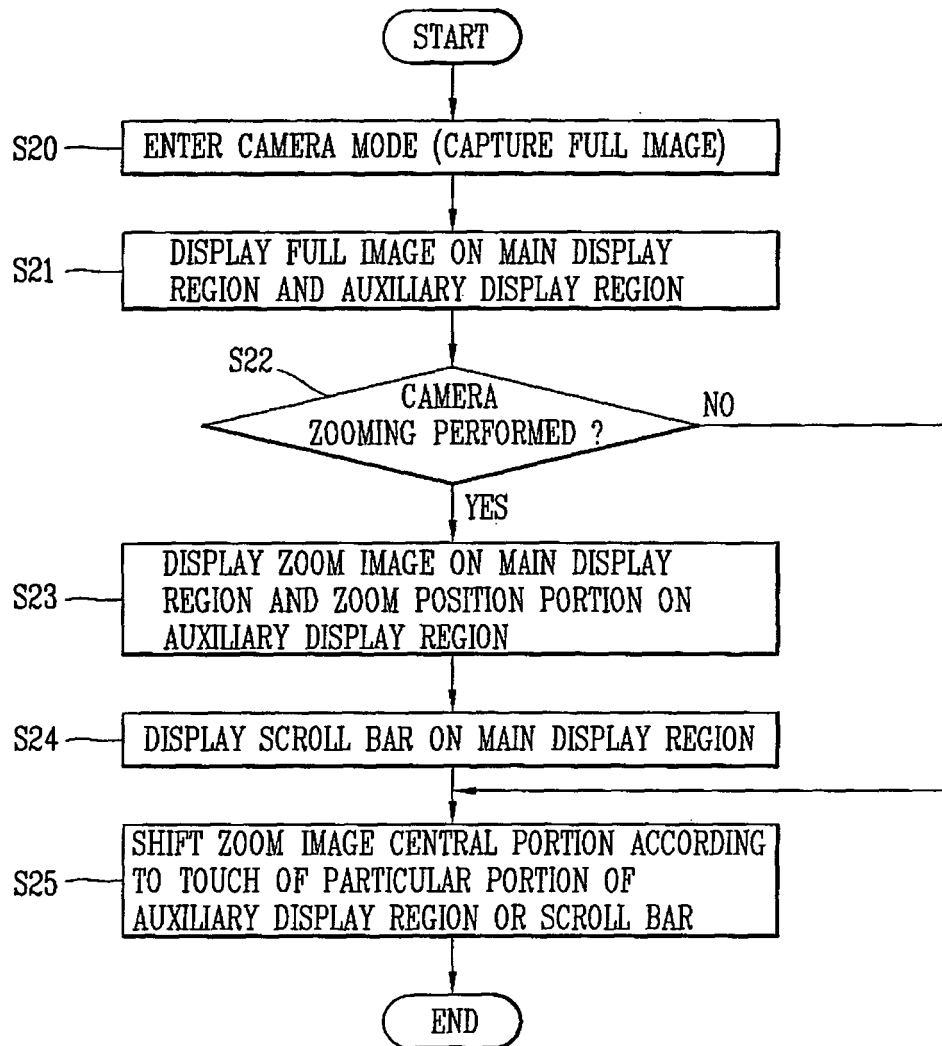 START
S20
ENTER CAMERA MODE (CAPTURE FULL IMAGE)
S21
DISPLAY FULL IMAGE ON MAIN DISPLAY
REGION AND AUXILIARY DISPLAY REGION
S22
CAMERA
ZOOMING PERFORMED ?
NO
YES
S23
DISPLAY ZOOM IMAGE ON MAIN DISPLAY
REGION AND ZOOM POSITION PORTION ON
AUXILIARY DISPLAY REGION
S24
DISPLAY SCROLL BAR ON MAIN DISPLAY REGION
S25
SHIFT ZOOM IMAGE CENTRAL PORTION ACCORDING
TO TOUCH OF PARTICULAR PORTION OF
AUXILIARY DISPLAY REGION OR SCROLL BAR
END